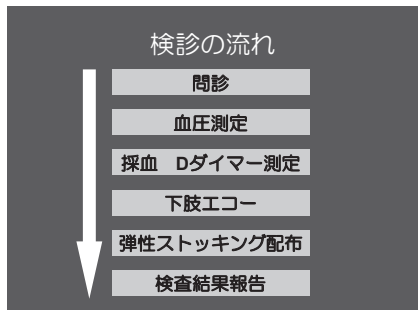 検診の流れ
問診
血圧測定
採血　Dダイマー測定
下肢エコー
弾性ストッキング配布
検査結果報告